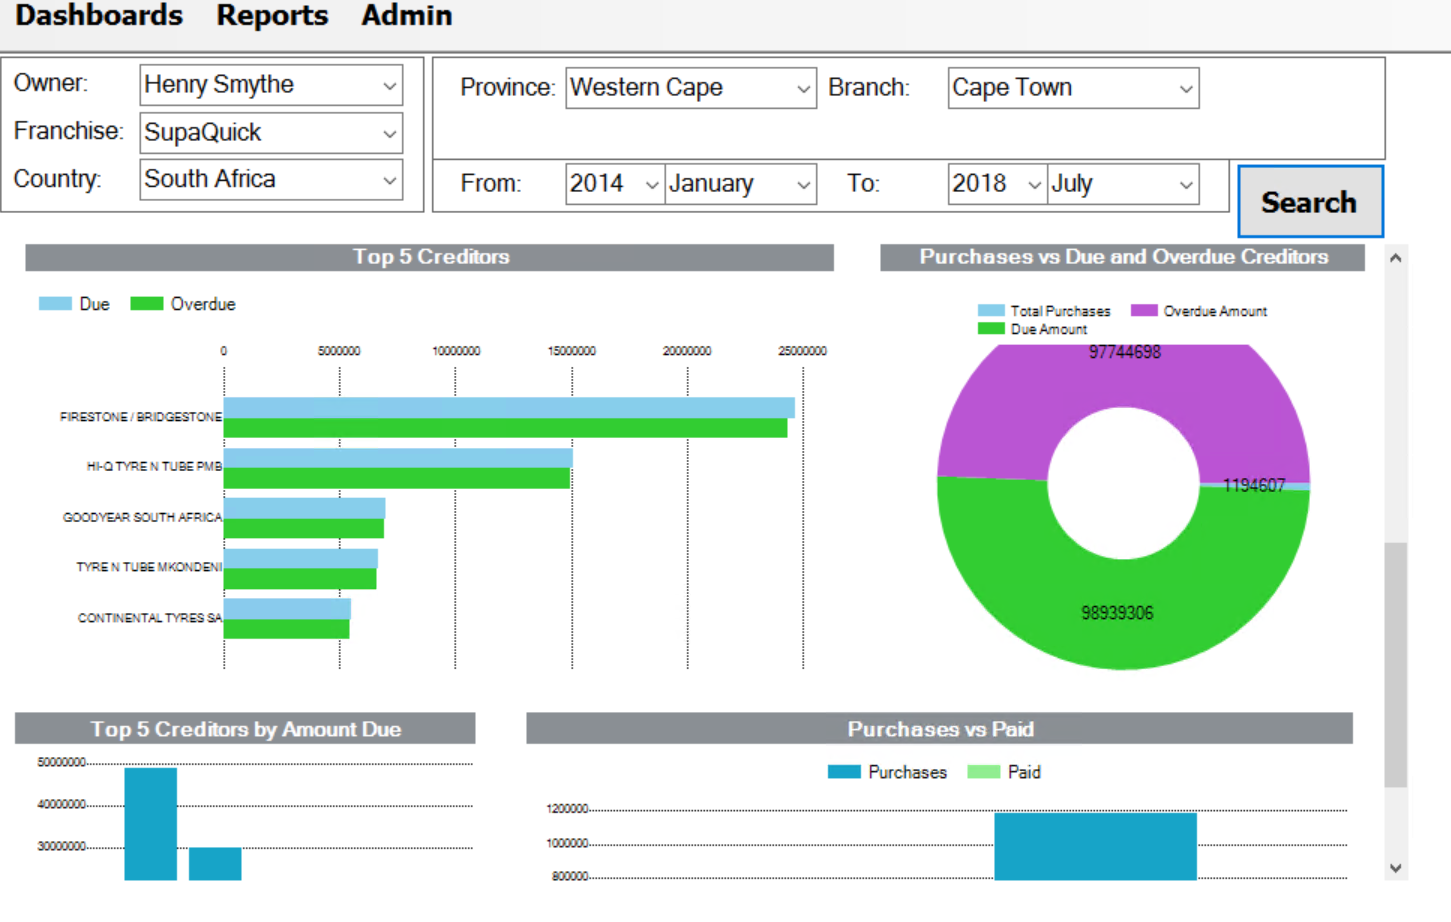 Dashboards Reports Admin
Owner: Henry Smythe
Franchise: SupaQuick
Country: South Africa
Province: Western Cape Branch: Cape Town
From: 2014 January To: 2018 July
Search
Top 5 Creditors
Due Overdue
0 5000000 10000000 15000000 20000000 25000000
FIRESTONE / BRIDGESTONE
HI-Q TYRE N TUBE PMB
GOODYEAR SOUTH AFRICA
TYRE N TUBE MKONDENI
CONTINENTAL TYRES SA
Purchases vs Due and Overdue Creditors
Total Purchases Overdue Amount
Due Amount
97744698
1194607
98939306
Top 5 Creditors by Amount Due
50000000
40000000
30000000
Purchases vs Paid
Purchases Paid
1200000
1000000
800000